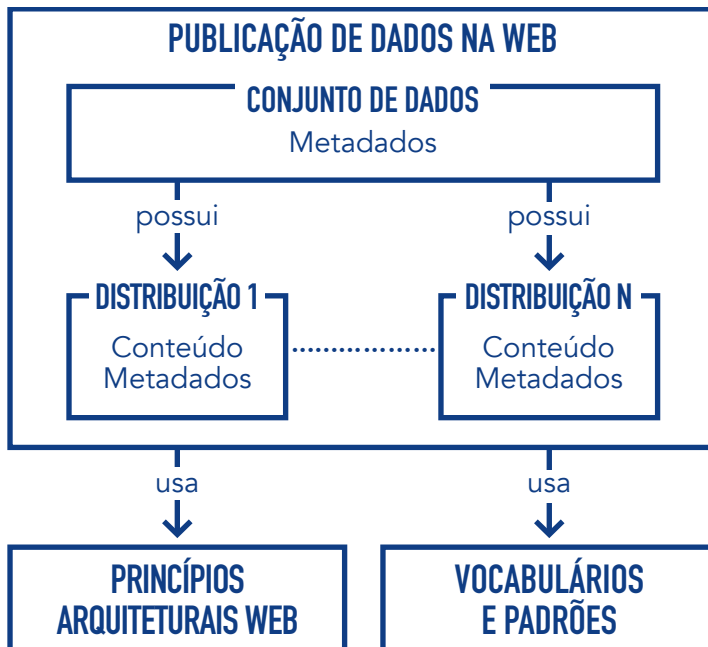 PUBLICAÇÃO DE DADOS NA WEB
CONJUNTO DE DADOS
Metadados
possui
possui
DISTRIBUIÇÃO 1
Conteúdo
Metadados
DISTRIBUIÇÃO N
Conteúdo
Metadados
usa
usa
PRINCÍPIOS
ARQUITETURAIS WEB
VOCABULÁRIOS
E PADRÕES